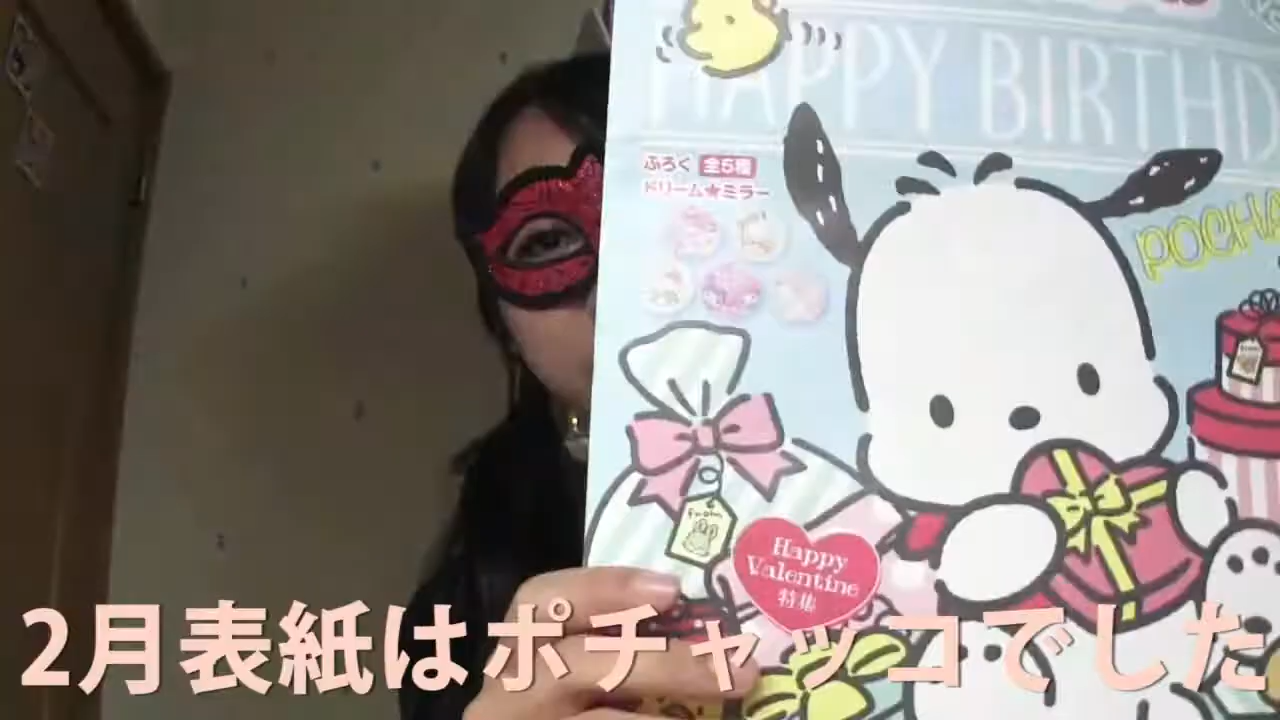 HAPPY BIRTHD
ふろく 全5種
ドリーム★ミラー
POCHA
from
Happy
Valentine
特集
2月表紙はポチャッコでした